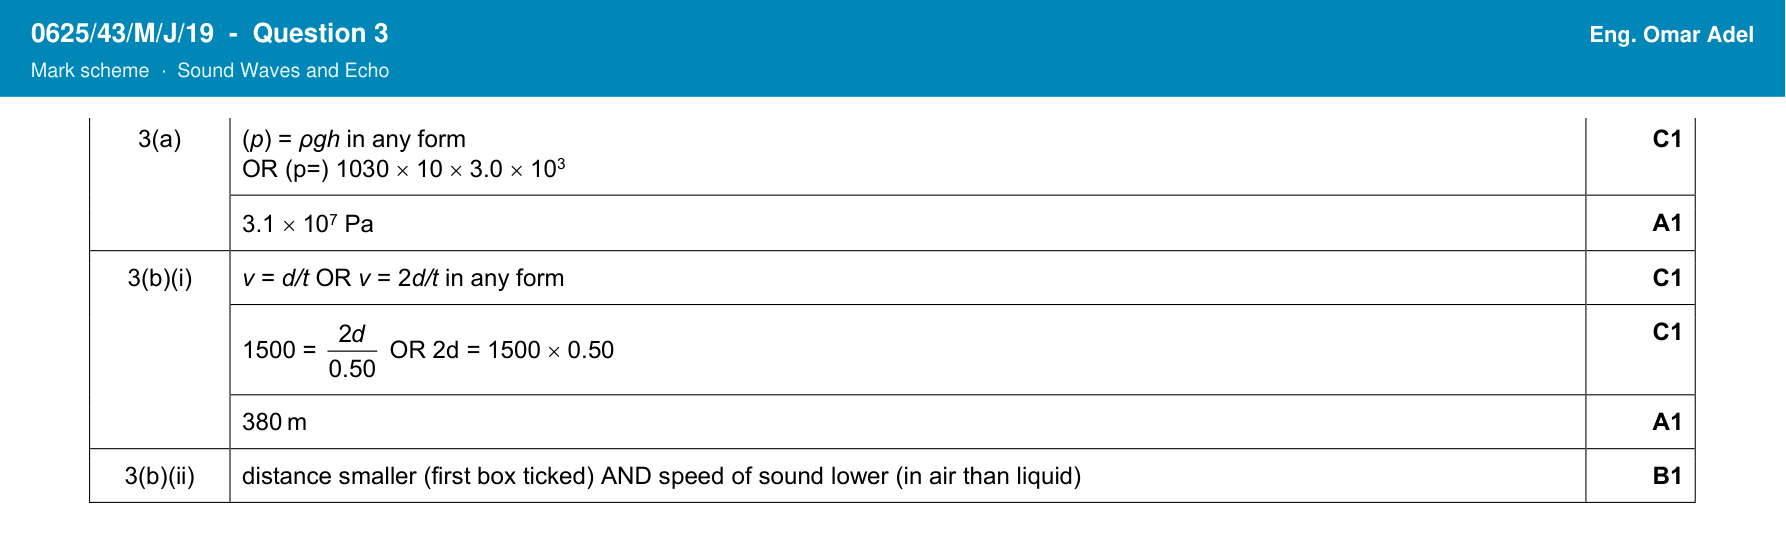 0625/43/M/J/19 - Question 3
Eng. Omar Adel
Mark scheme · Sound Waves and Echo
3(a)
(p) = ρgh in any form
C1
OR (p=) 1030 × 10 × 3.0 × 10³
3.1 × 10⁷ Pa
A1
3(b)(i)
v = d/t OR v = 2d/t in any form
C1
1500 = 2d/0.50 OR 2d = 1500 × 0.50
C1
380 m
A1
3(b)(ii)
distance smaller (first box ticked) AND speed of sound lower (in air than liquid)
B1